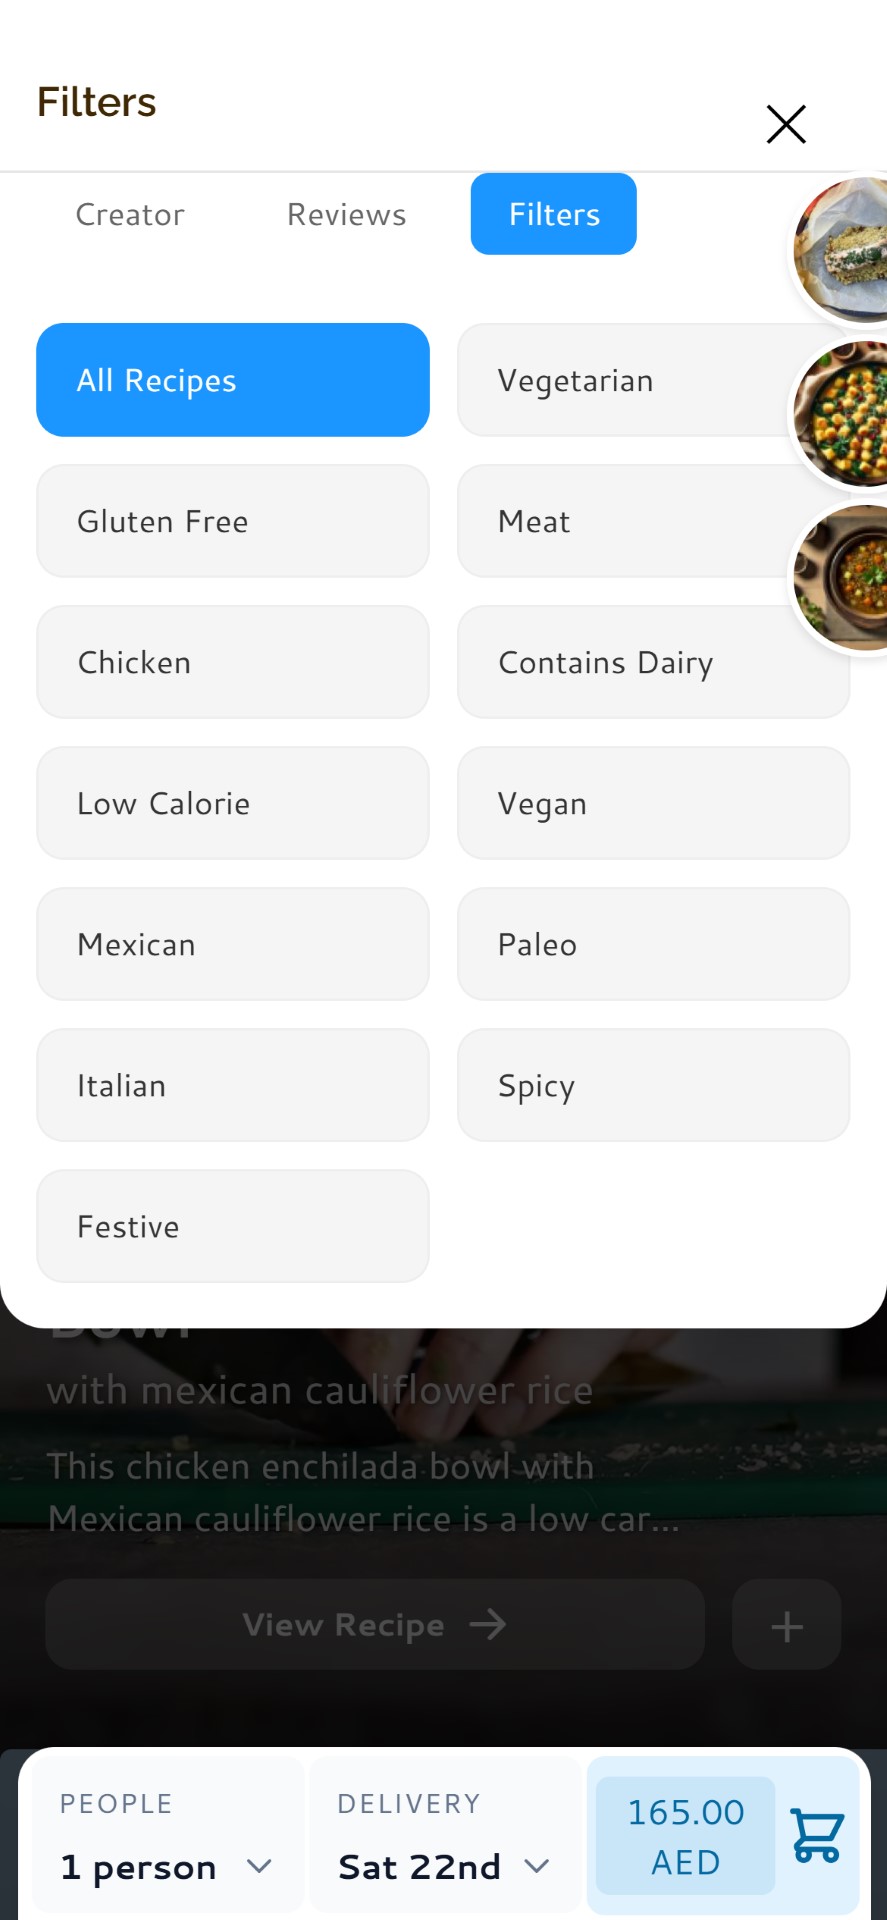 Filters
Creator Reviews Filters
All Recipes Vegetarian
Gluten Free Meat
Chicken Contains Dairy
Low Calorie Vegan
Mexican Paleo
Italian Spicy
Festive
Bowl
with mexican cauliflower rice
This chicken enchilada bowl with
Mexican cauliflower rice is a low car...
View Recipe
PEOPLE DELIVERY
1 person Sat 22nd
165.00
AED